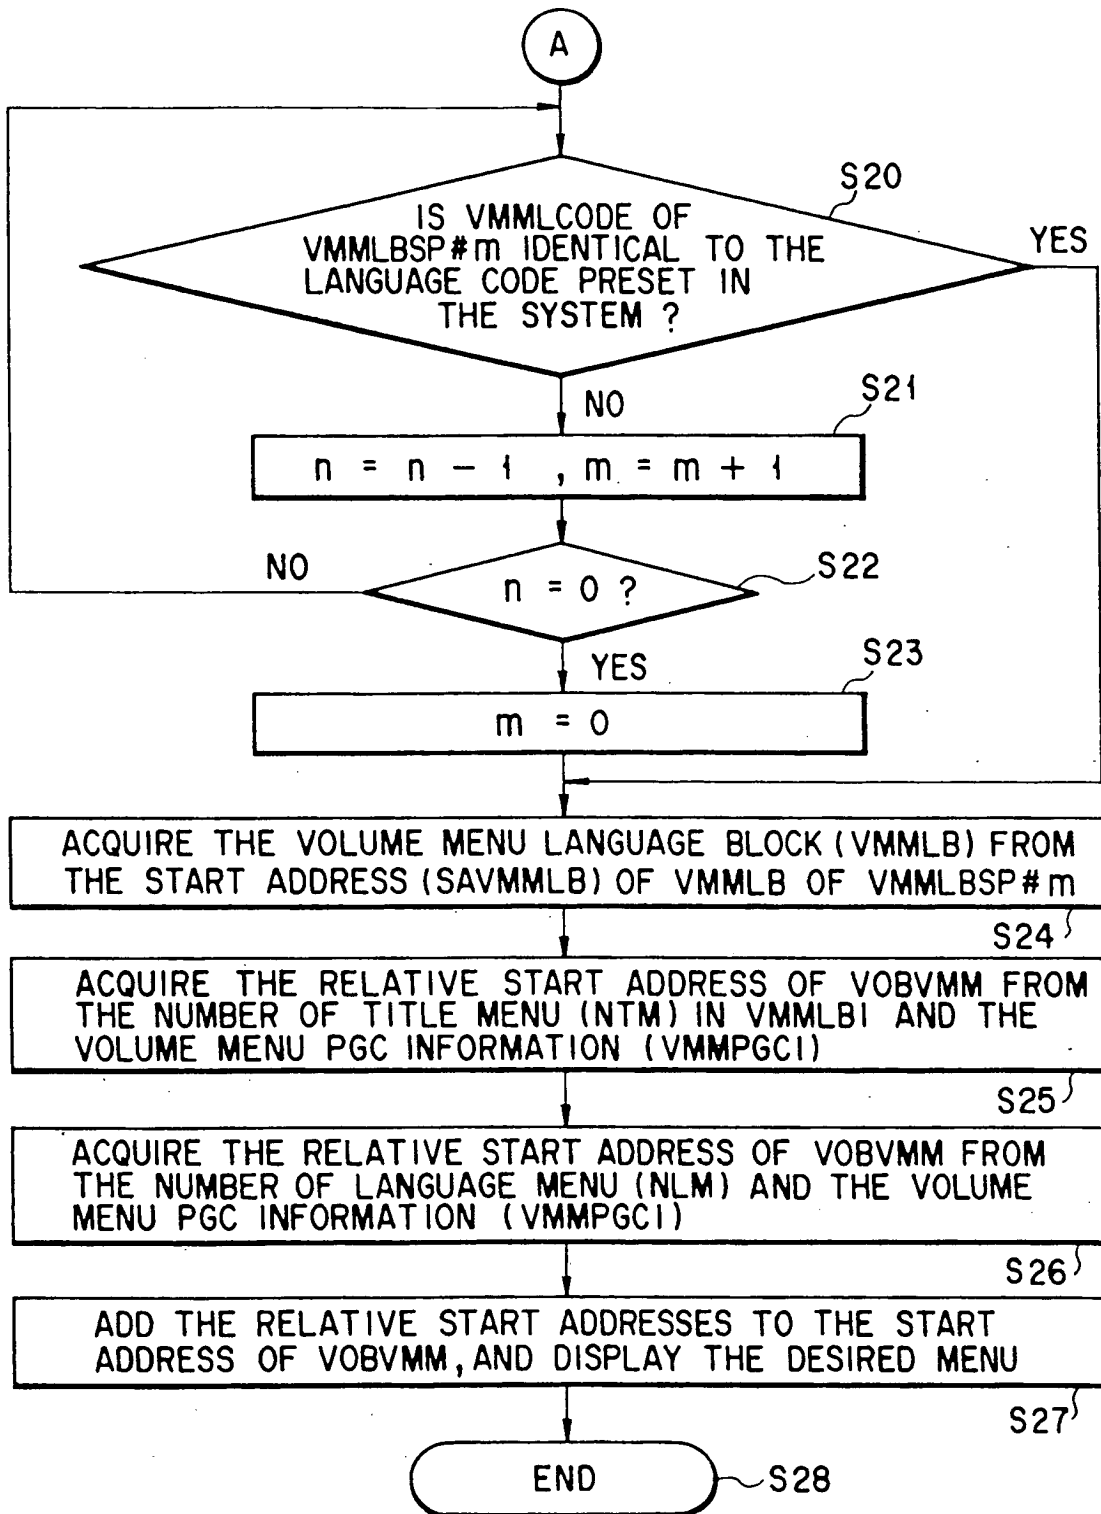 A
S20
IS VMMLCODE OF
VMMLBSP#m IDENTICAL TO THE
LANGUAGE CODE PRESET IN
THE SYSTEM ?
YES
NO
S21
n = n - 1 , m = m + 1
NO
n = 0 ?
S22
YES
S23
m = 0
ACQUIRE THE VOLUME MENU LANGUAGE BLOCK (VMMLB) FROM
THE START ADDRESS (SAVMMLB) OF VMMLB OF VMMLBSP#m
S24
ACQUIRE THE RELATIVE START ADDRESS OF VOBVMM FROM
THE NUMBER OF TITLE MENU (NTM) IN VMMLBI AND THE
VOLUME MENU PGC INFORMATION (VMMPGCI)
S25
ACQUIRE THE RELATIVE START ADDRESS OF VOBVMM FROM
THE NUMBER OF LANGUAGE MENU (NLM) AND THE VOLUME
MENU PGC INFORMATION (VMMPGCI)
S26
ADD THE RELATIVE START ADDRESSES TO THE START
ADDRESS OF VOBVMM, AND DISPLAY THE DESIRED MENU
S27
END
S28